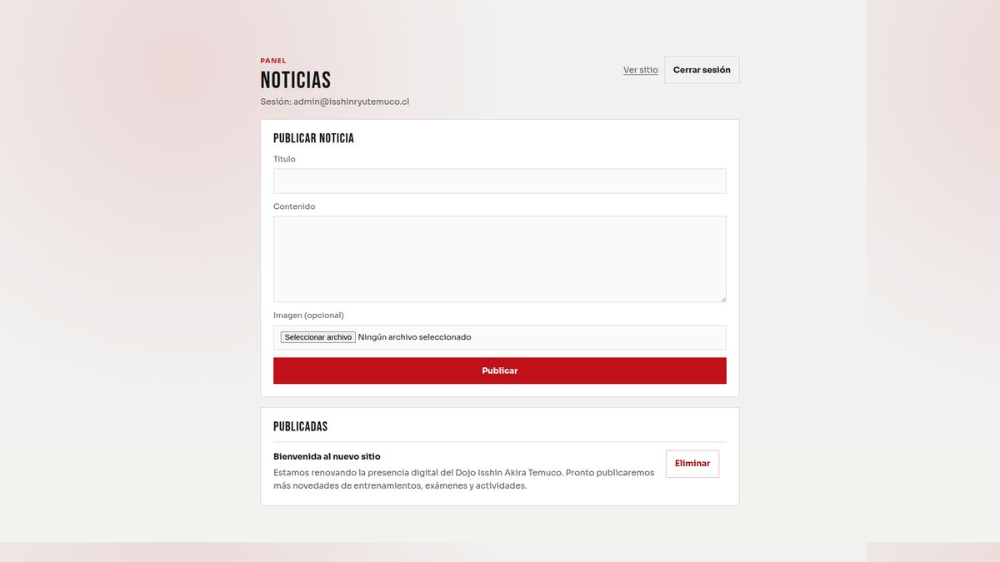 PANEL
NOTICIAS
Sesión: admin@isshinryutemuco.cl
Ver sitio
Cerrar sesión
PUBLICAR NOTICIA
Título
Contenido
Imagen (opcional)
Seleccionar archivo Ningún archivo seleccionado
Publicar
PUBLICADAS
Bienvenida al nuevo sitio
Estamos renovando la presencia digital del Dojo Isshin Akira Temuco. Pronto publicaremos
más novedades de entrenamientos, exámenes y actividades.
Eliminar